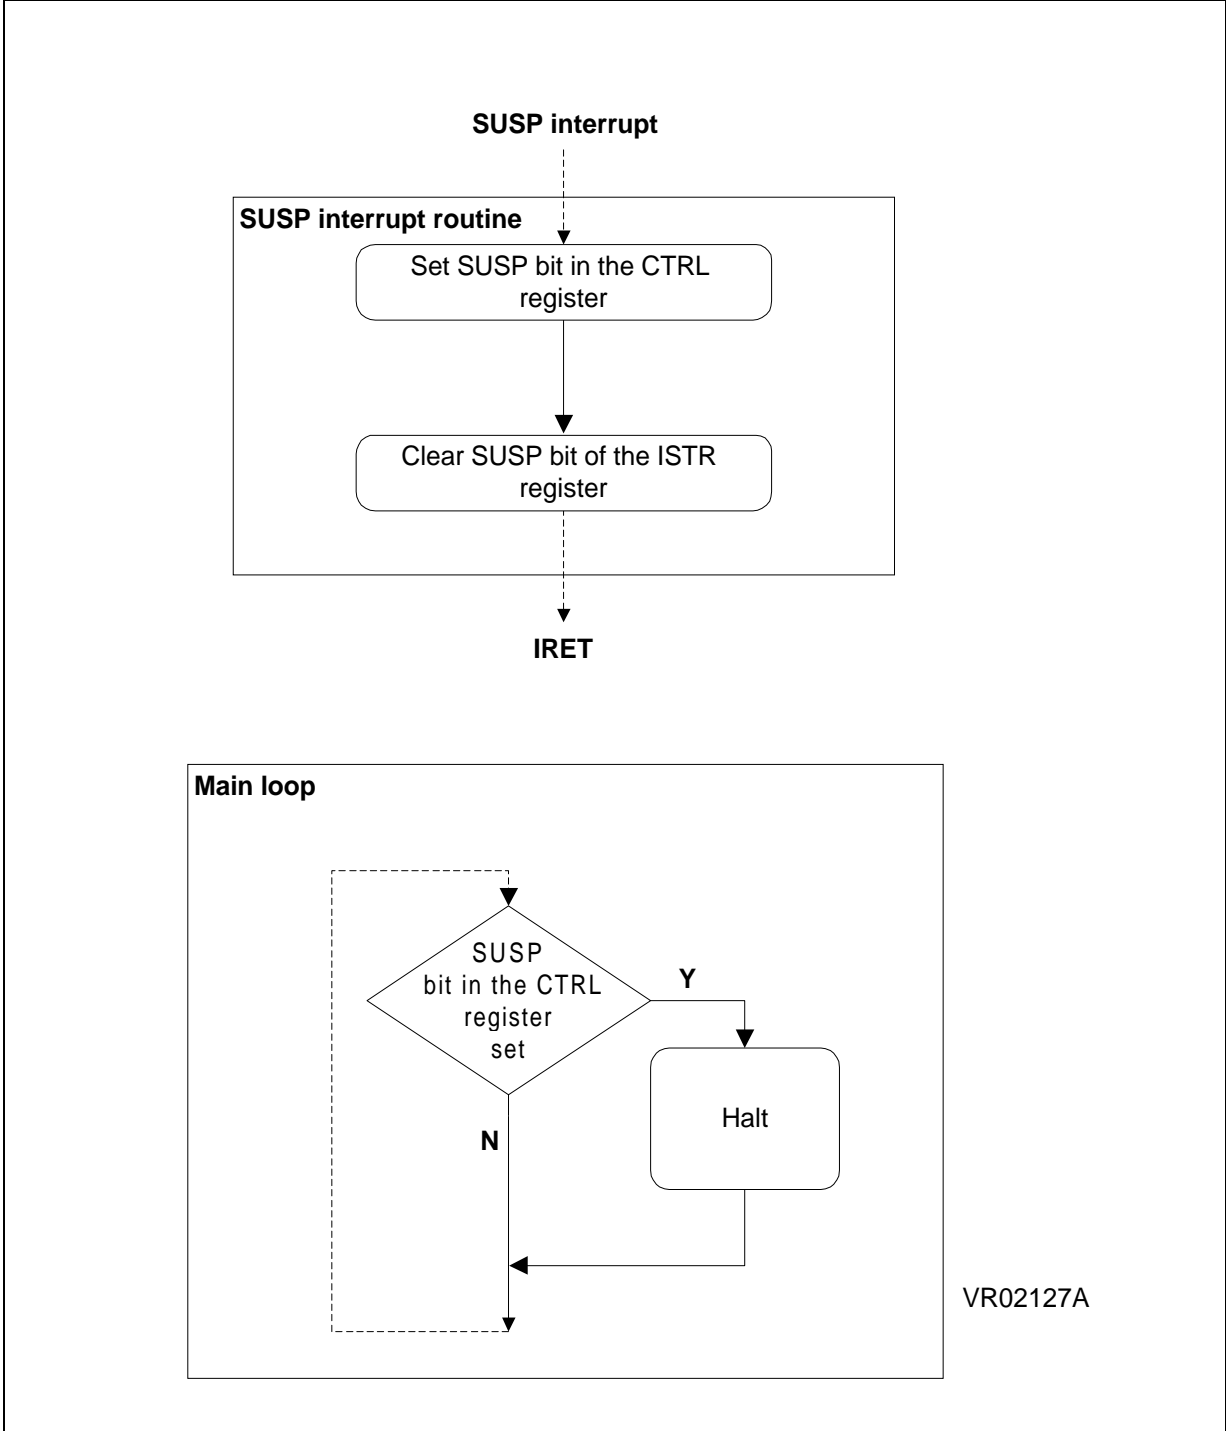 SUSP interrupt
SUSP interrupt routine
Set SUSP bit in the CTRL
register
Clear SUSP bit of the ISTR
register
IRET
Main loop
SUSP
bit in the CTRL
register
set
Y
Halt
N
VR02127A